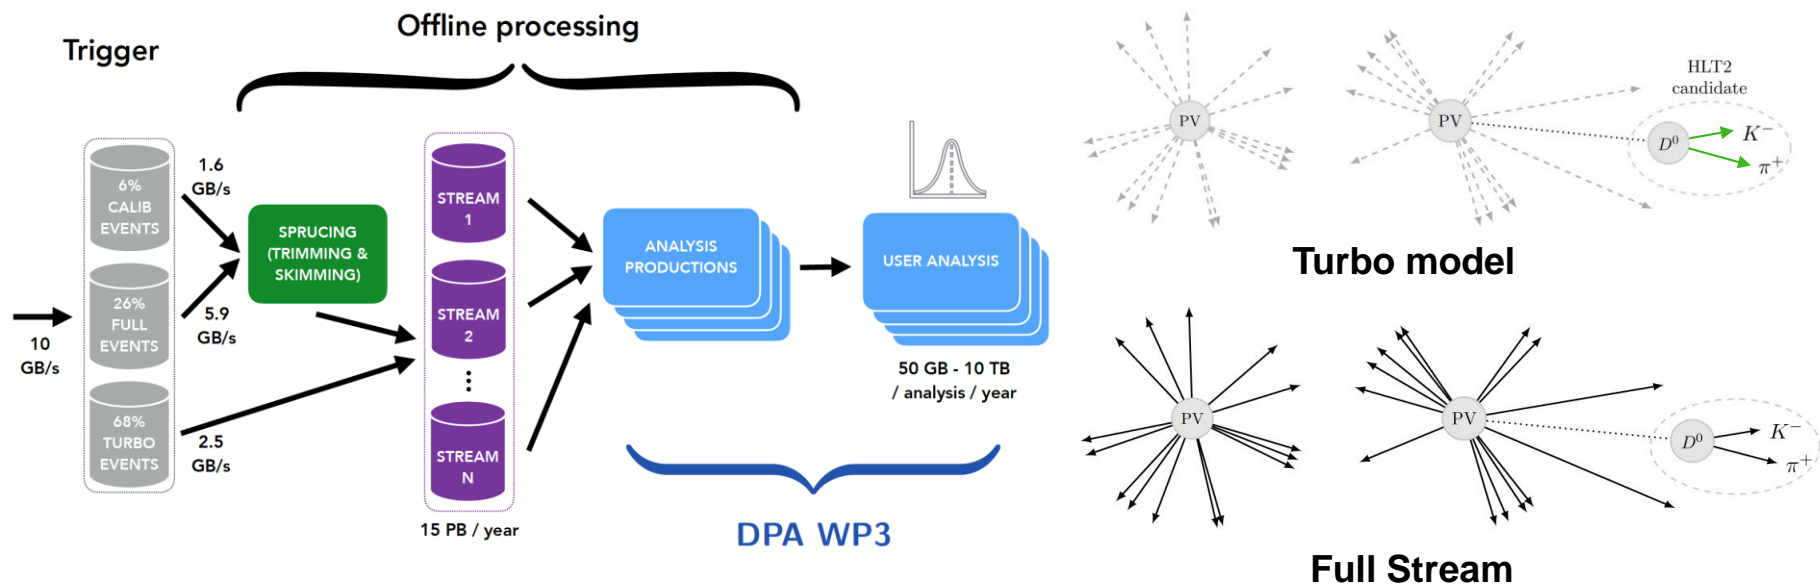 Trigger
Offline processing
10
GB/s
6%
CALIB
EVENTS
26%
FULL
EVENTS
68%
TURBO
EVENTS
1.6
GB/s
5.9
GB/s
2.5
GB/s
SPRUCING
(TRIMMING &
SKIMMING)
STREAM
1
STREAM
2
⋮
STREAM
N
15 PB / year
ANALYSIS
PRODUCTIONS
USER ANALYSIS
50 GB - 10 TB
/ analysis / year
DPA WP3
PV
PV
HLT2
candidate
D⁰
K⁻
π⁺
Turbo model
PV
PV
D⁰
K⁻
π⁺
Full Stream